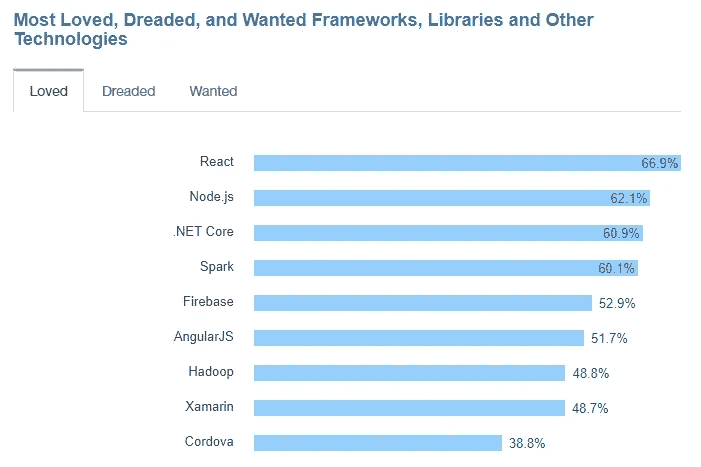 Most Loved, Dreaded, and Wanted Frameworks, Libraries and Other
Technologies
Loved Dreaded Wanted
React 66.9%
Node.js 62.1%
.NET Core 60.9%
Spark 60.1%
Firebase 52.9%
AngularJS 51.7%
Hadoop 48.8%
Xamarin 48.7%
Cordova 38.8%